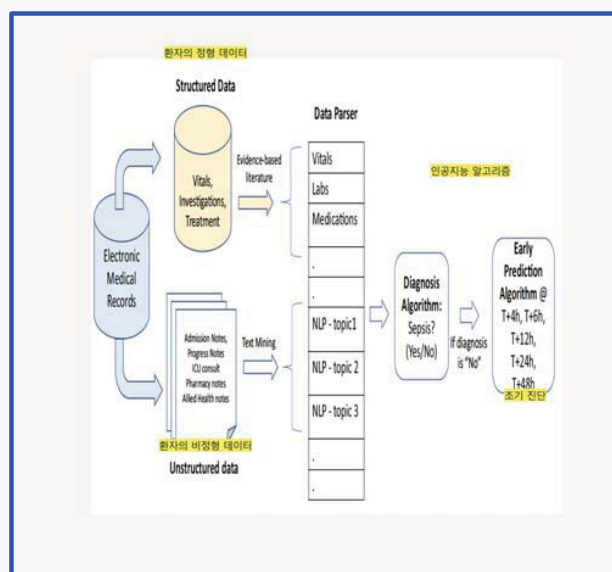 환자의 정형 데이터
Structured Data
Vitals,
Investigations,
Treatment
Evidence-based
literature
Electronic
Medical
Records
Admission Notes,
Progress Notes
ICU consult
Pharmacy notes
Allied Health notes
Text Mining
환자의 비정형 데이터
Unstructured data
Data Parser
Vitals
Labs
Medications
.
.
NLP - topic1
NLP - topic 2
NLP - topic 3
.
.
인공지능 알고리즘
Diagnosis
Algorithm:
Sepsis?
(Yes/No)
If diagnosis
is "No"
Early
Prediction
Algorithm @
T+4h, T+6h,
T+12h,
T+24h,
T+48h
조기 진단